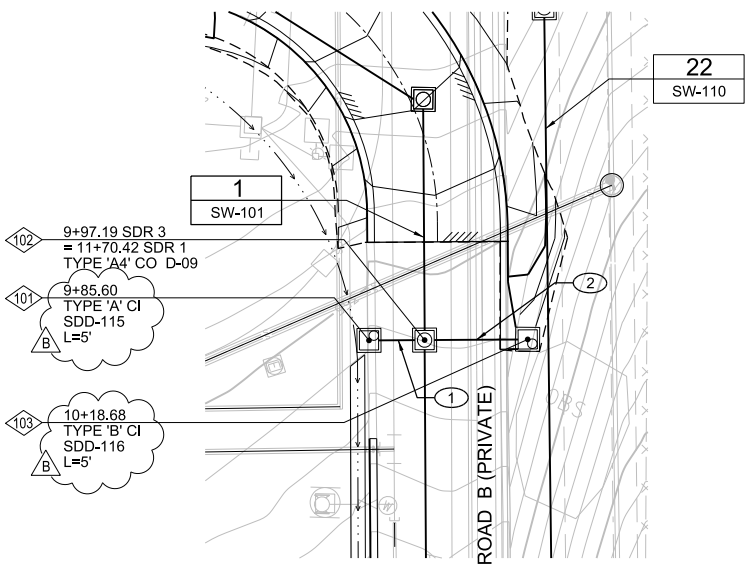 22
SW-110
1
SW-101
102
9+97.19 SDR 3
= 11+70.42 SDR 1
TYPE 'A4' CO D-09
101
9+85.60
TYPE 'A' CI
SDD-115
L=5'
B
2
1
103
10+18.68
TYPE 'B' CI
SDD-116
L=5'
B
ROAD B (PRIVATE)
OBS